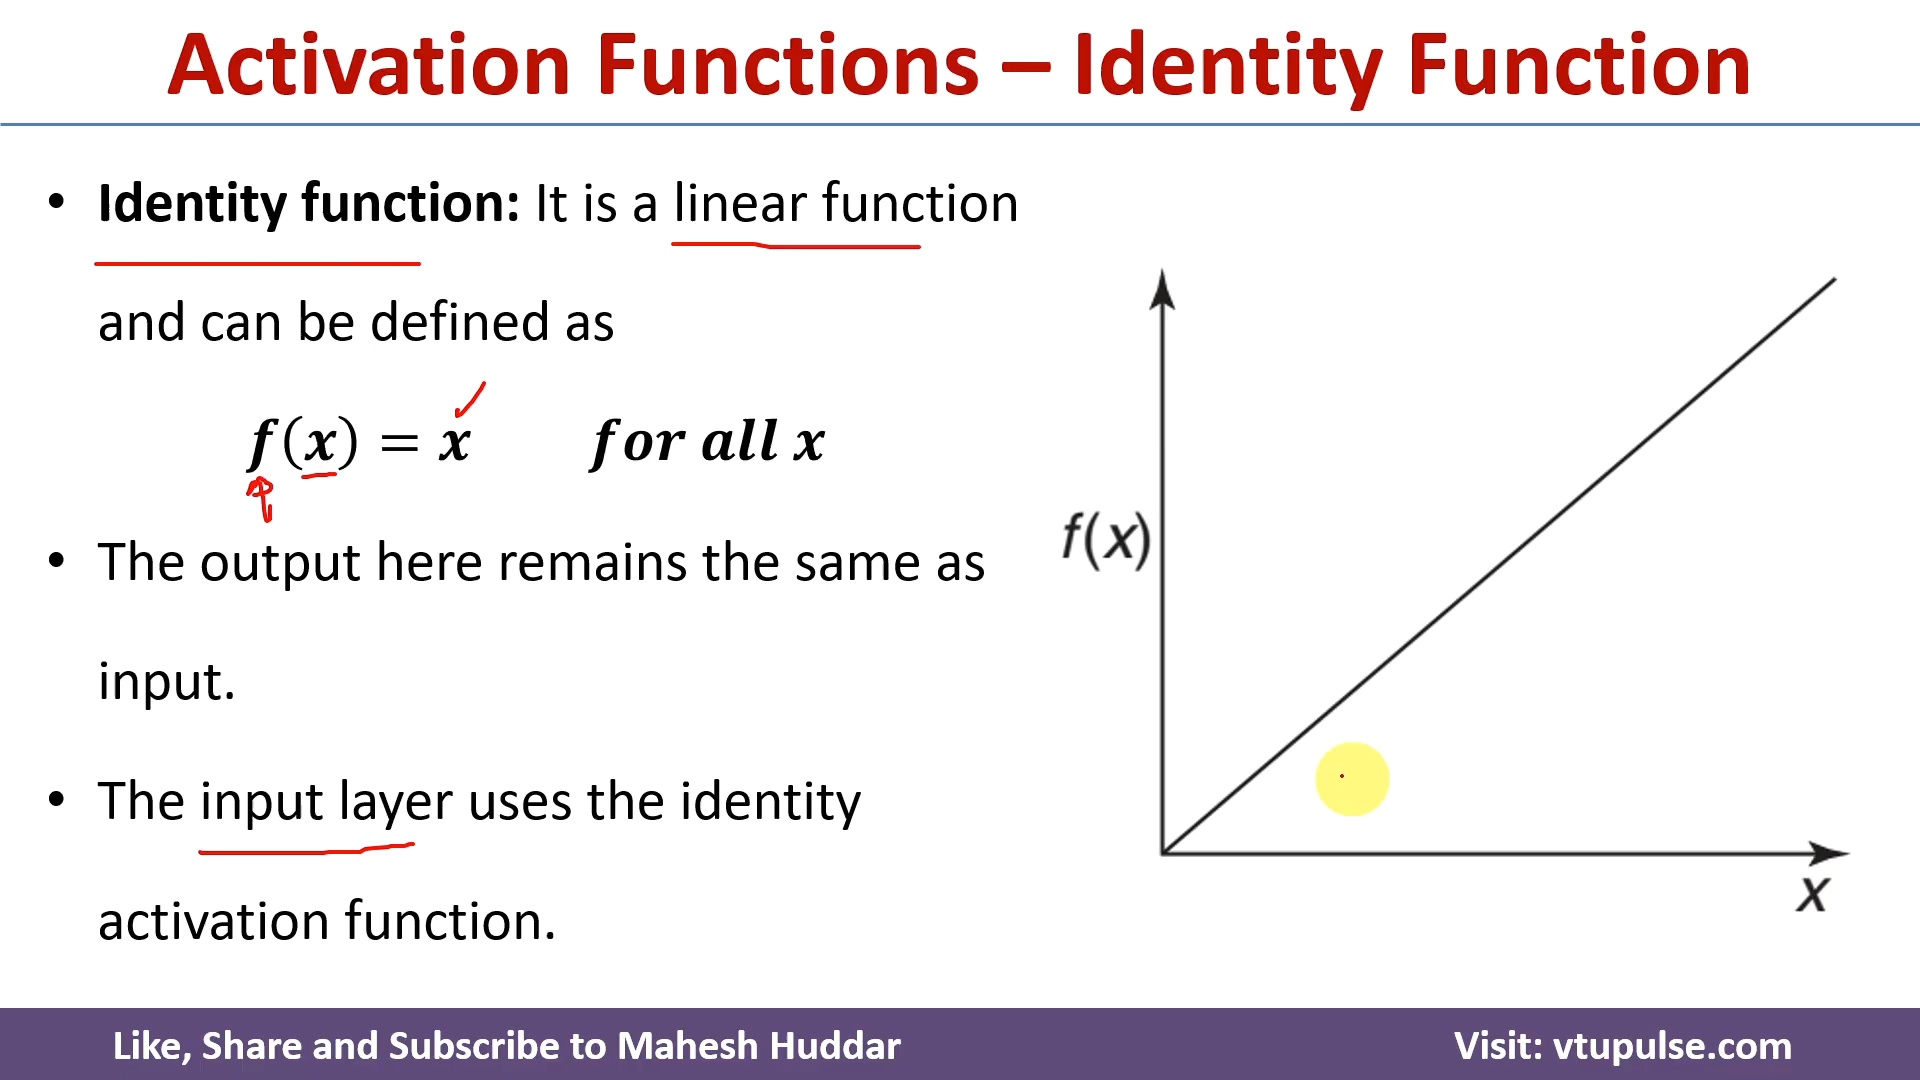 Activation Functions – Identity Function
• Identity function: It is a linear function
and can be defined as
f(x) = x for all x
• The output here remains the same as
input.
• The input layer uses the identity
activation function.
f(x)
x
Like, Share and Subscribe to Mahesh Huddar
Visit: vtupulse.com